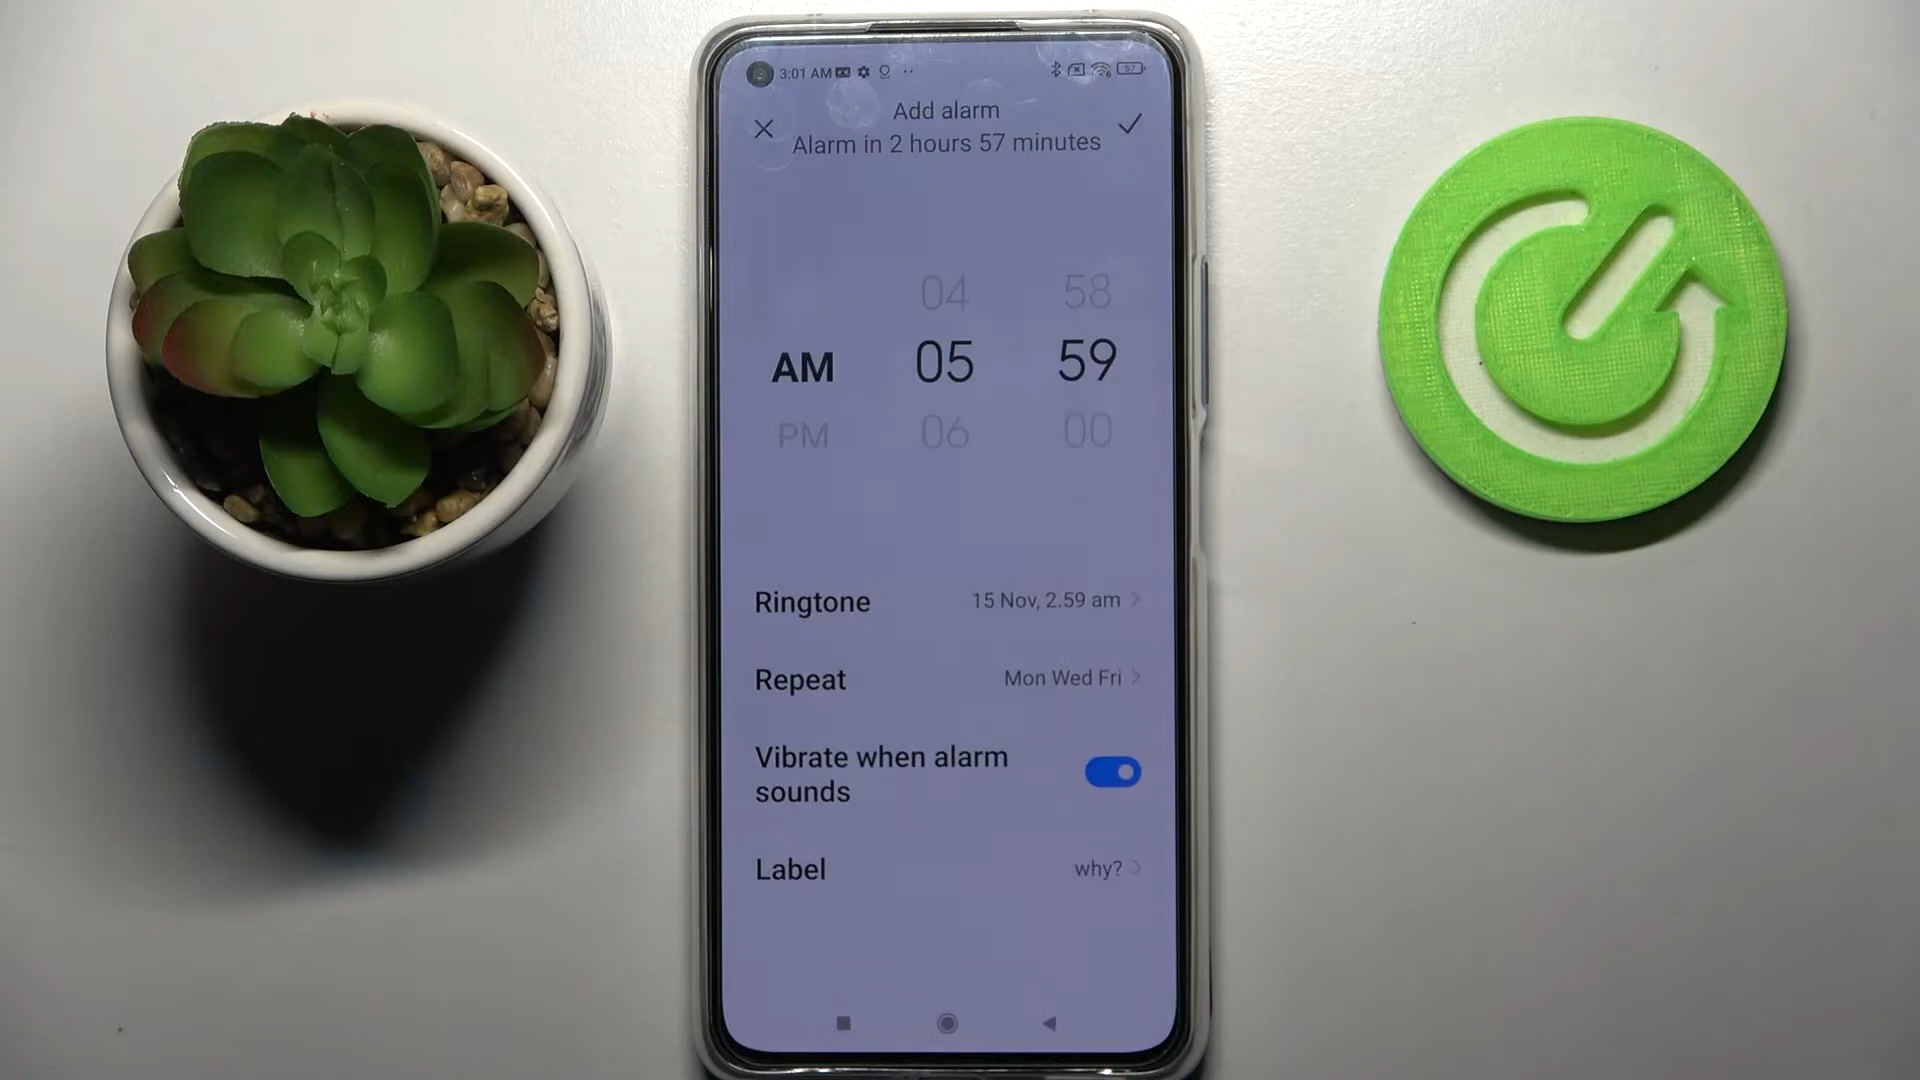 3:01 AM
57
Add alarm
Alarm in 2 hours 57 minutes
04 58
AM 05 59
PM 06 00
Ringtone 15 Nov, 2.59 am
Repeat Mon Wed Fri
Vibrate when alarm
sounds
Label why?